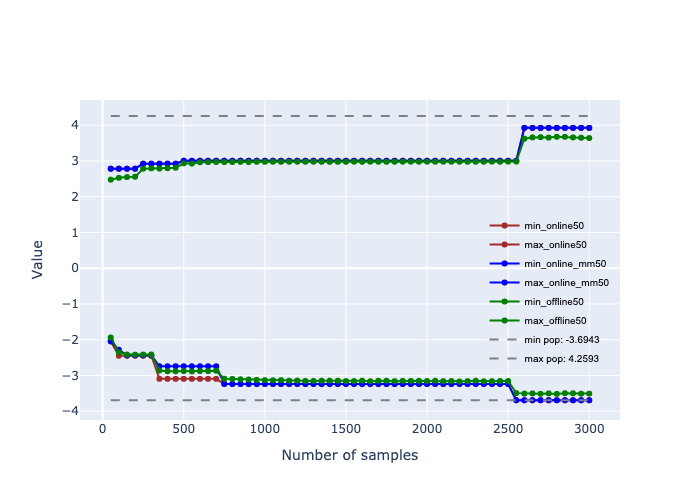 4
3
2
1
0
−1
−2
−3
−4
Value
0
500
1000
1500
2000
2500
3000
Number of samples
min_online50
max_online50
min_online_mm50
max_online_mm50
min_offline50
max_offline50
min pop: -3.6943
max pop: 4.2593